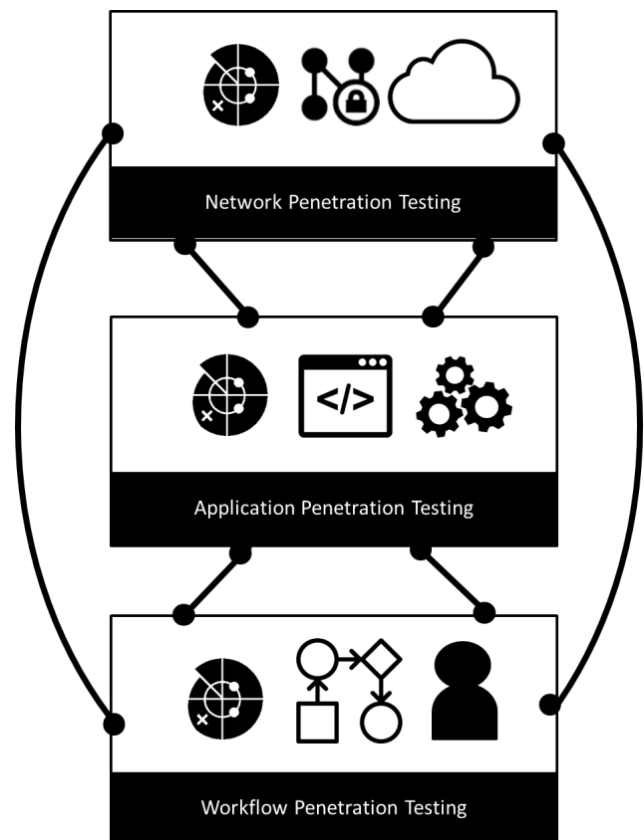 Network Penetration Testing
</>
Application Penetration Testing
Workflow Penetration Testing